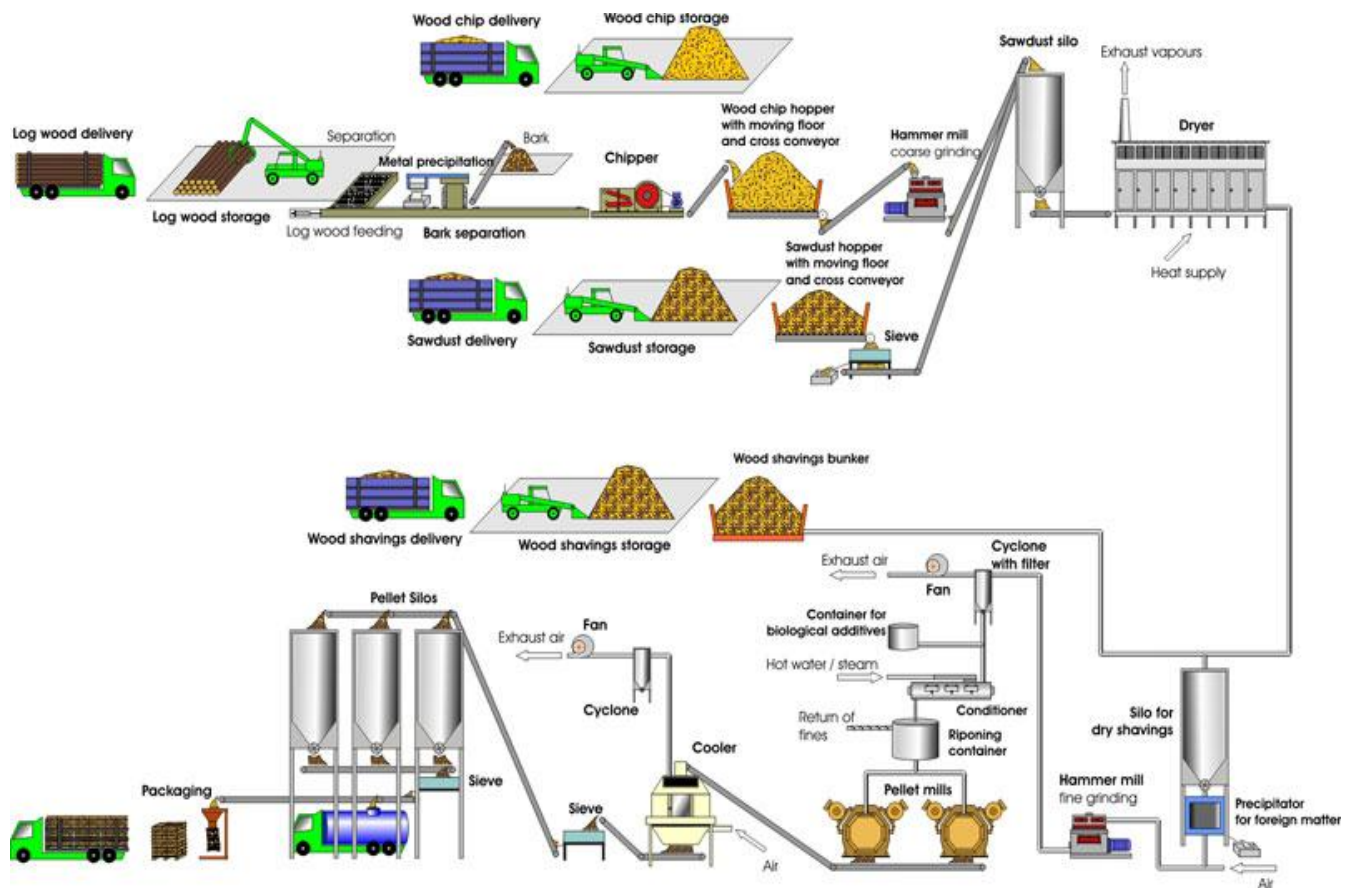 Wood chip delivery
Wood chip storage
Sawdust silo
Exhaust vapours
Dryer
Log wood delivery
Separation
Bark
Wood chip hopper
with moving floor
and cross conveyor
Hammer mill
coarse grinding
Metal precipitation
Chipper
Log wood storage
Log wood feeding
Bark separation
Heat supply
Sawdust hopper
with moving floor
and cross conveyor
Sawdust delivery
Sawdust storage
Sieve
Wood shavings bunker
Wood shavings delivery
Wood shavings storage
Cyclone
with filter
Exhaust air
Fan
Pellet Silos
Container for
biological additives
Fan
Exhaust air
Hot water / steam
Cyclone
Conditioner
Silo for
dry shavings
Return of
fines
Riponing
container
Cooler
Sieve
Packaging
Pellet mills
Hammer mill
fine grinding
Sieve
Precipitator
for foreign matter
Air
Air